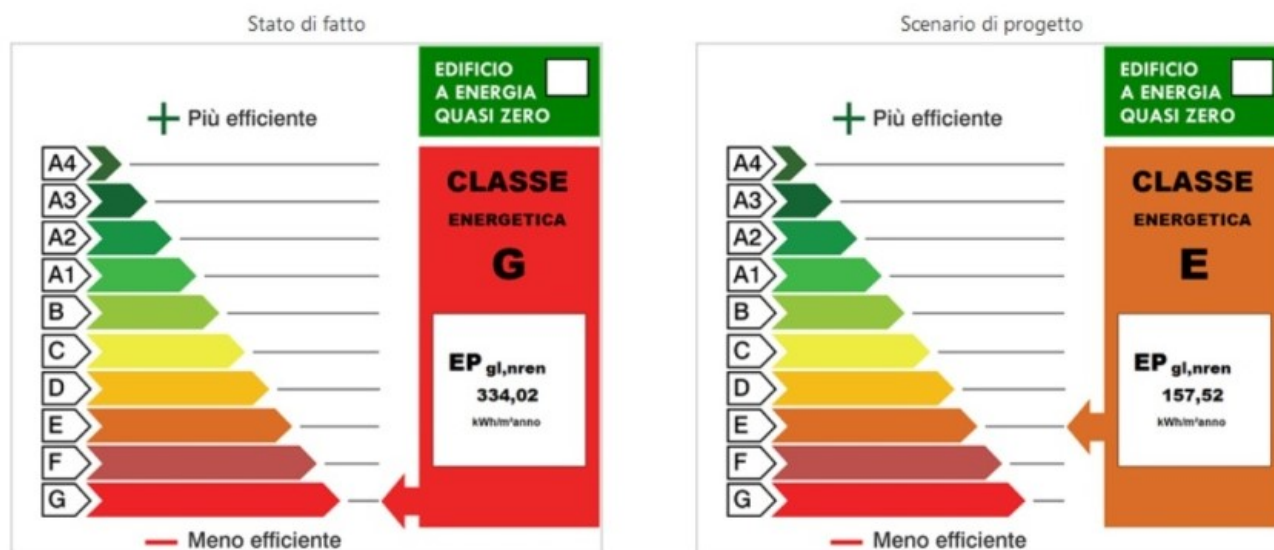 Stato di fatto
EDIFICIO
A ENERGIA
QUASI ZERO
Più efficiente
A4
A3
A2
A1
B
C
D
E
F
G
Meno efficiente
CLASSE
ENERGETICA
G
EP gl,nren
334,02
kWh/m²anno
Scenario di progetto
EDIFICIO
A ENERGIA
QUASI ZERO
Più efficiente
A4
A3
A2
A1
B
C
D
E
F
G
Meno efficiente
CLASSE
ENERGETICA
E
EP gl,nren
157,52
kWh/m²anno